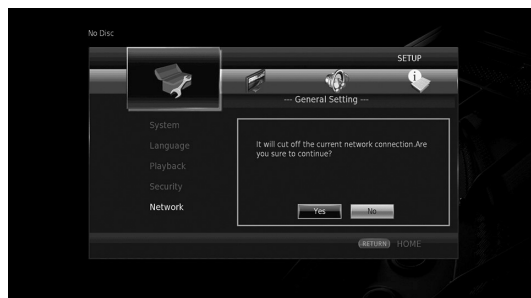 No Disc
SETUP
--- General Setting ---
System
Language
Playback
Security
Network
It will cut off the current network connection.Are
you sure to continue?
Yes No
RETURN HOME